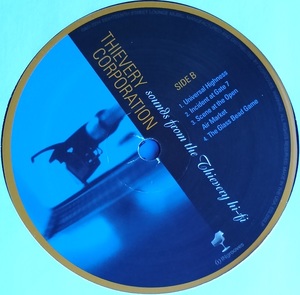 THIEVERY
CORPORATION
sounds from the Thievery hi-fi
SIDE B
1. Universal Highness
2. Incident at Gate 7
3. Scene at the Open
Air Market
4. The Glass Bead Game